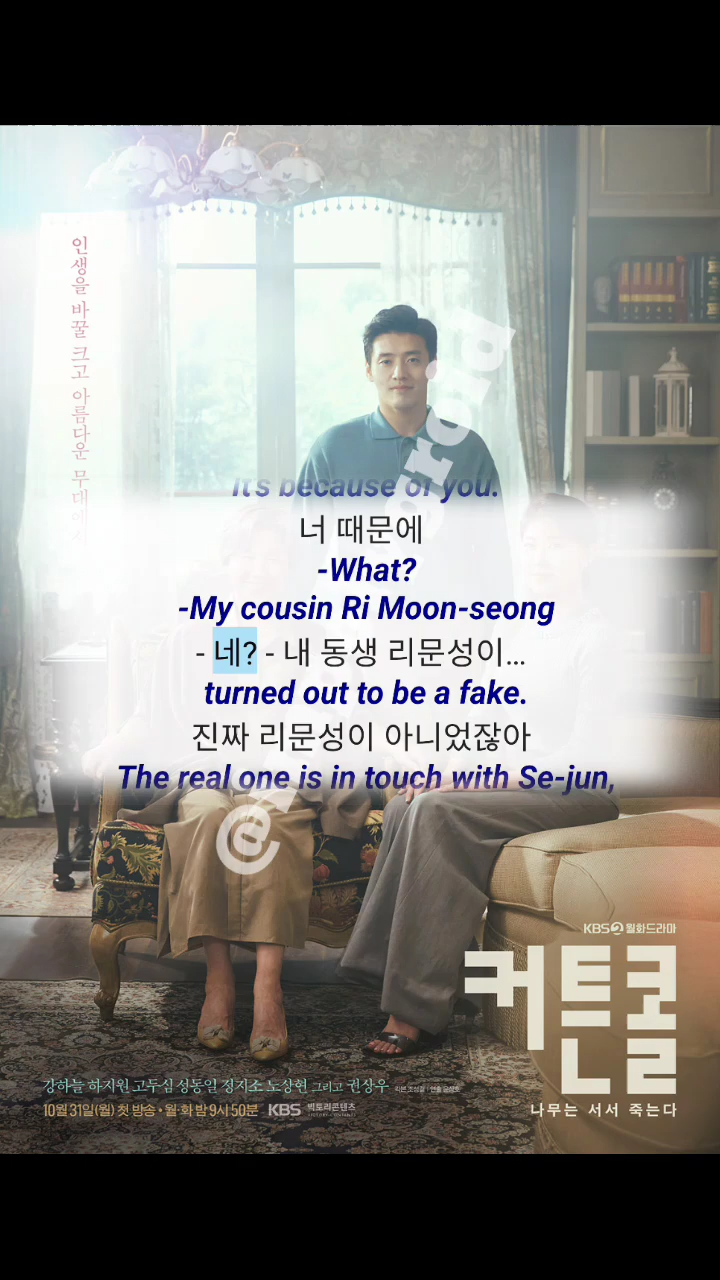 인생을 바꿀 크고 아름다운 무대에서
It's because of you.
너 때문에
-What?
-My cousin Ri Moon-seong
- 네? - 내 동생 리문성이...
turned out to be a fake.
진짜 리문성이 아니었잖아
The real one is in touch with Se-jun,
KBS2 월화드라마
커튼콜
나무는 서서 죽는다
강하늘 하지원 고두심 성동일 정지소 노상현 그리고 권상우
10월 31일(월) 첫 방송 • 월·화 밤 9시 50분 KBS 빅토리콘텐츠